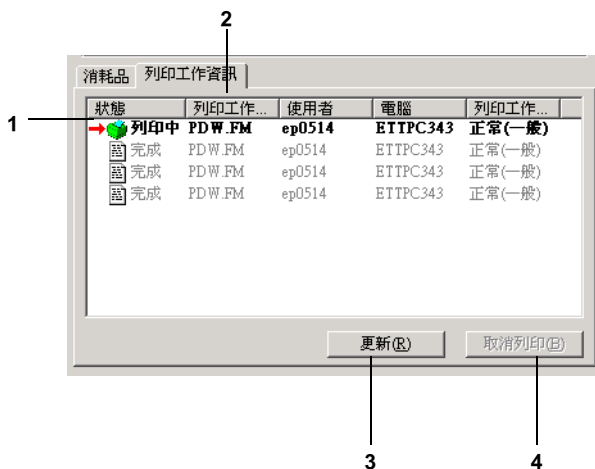 2
消耗品 列印工作資訊
1
狀態 列印工作... 使用者 電腦 列印工作...
列印中 PDW.FM ep0514 ETTPC343 正常(一般)
完成 PDW.FM ep0514 ETTPC343 正常(一般)
完成 PDW.FM ep0514 ETTPC343 正常(一般)
完成 PDW.FM ep0514 ETTPC343 正常(一般)
更新(R) 取消列印(B)
3 4